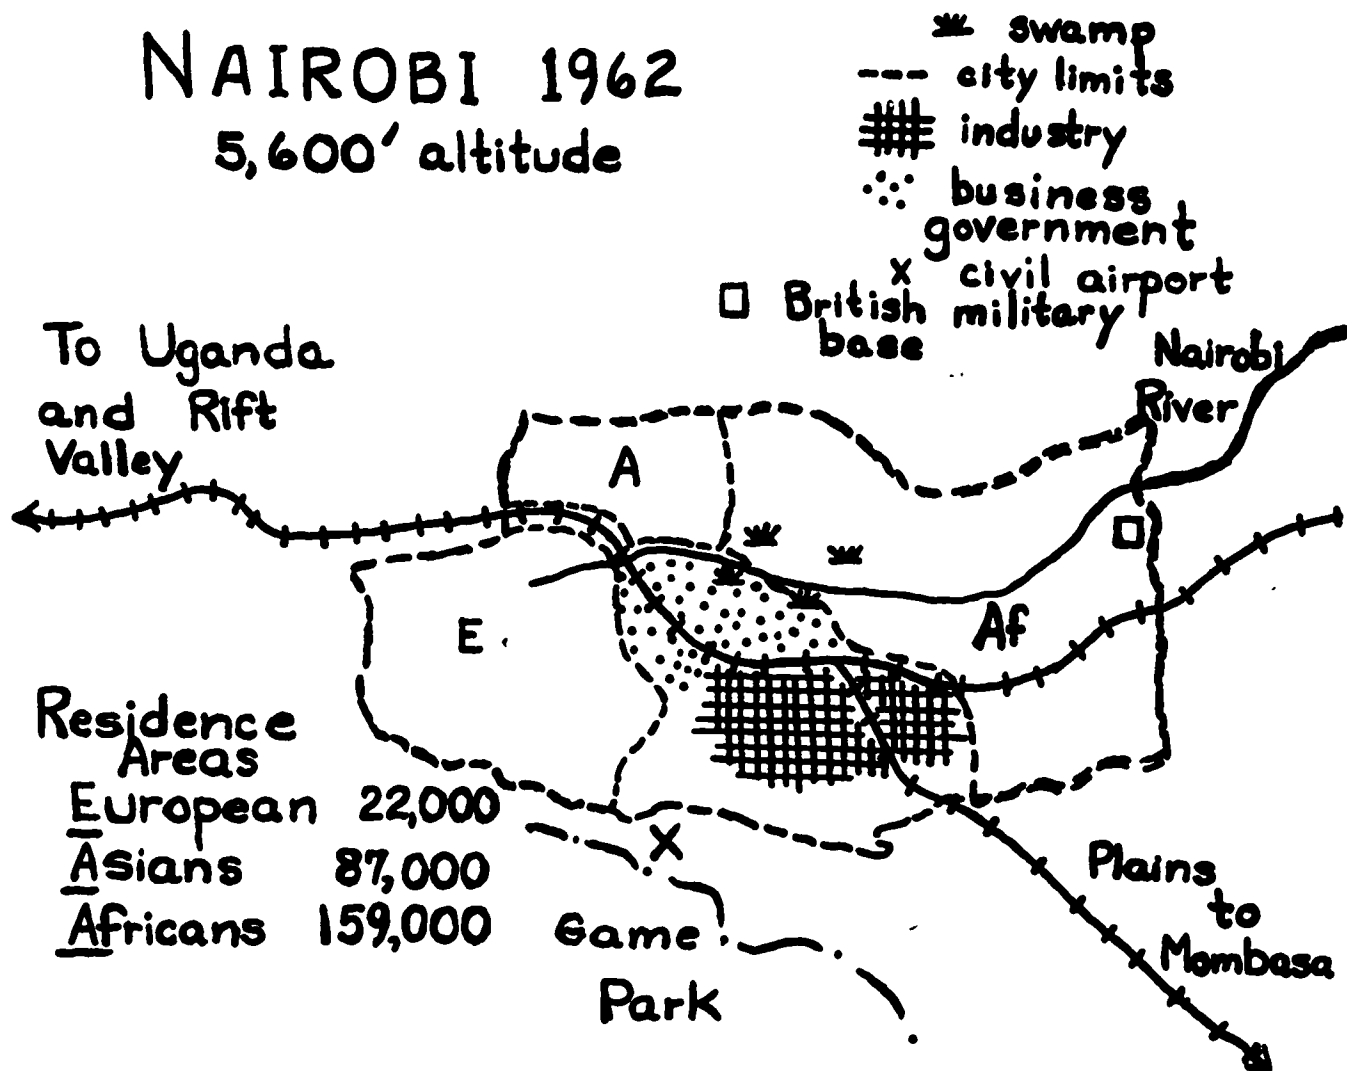 NAIROBI 1962
5,600' altitude
swamp
city limits
industry
business
government
x civil airport
British military
base
To Uganda
and Rift
Valley
Nairobi
River
A
E
Af
Residence
Areas
European 22,000
Asians 87,000
Africans 159,000
X
Game
Park
Plains
to
Mombasa